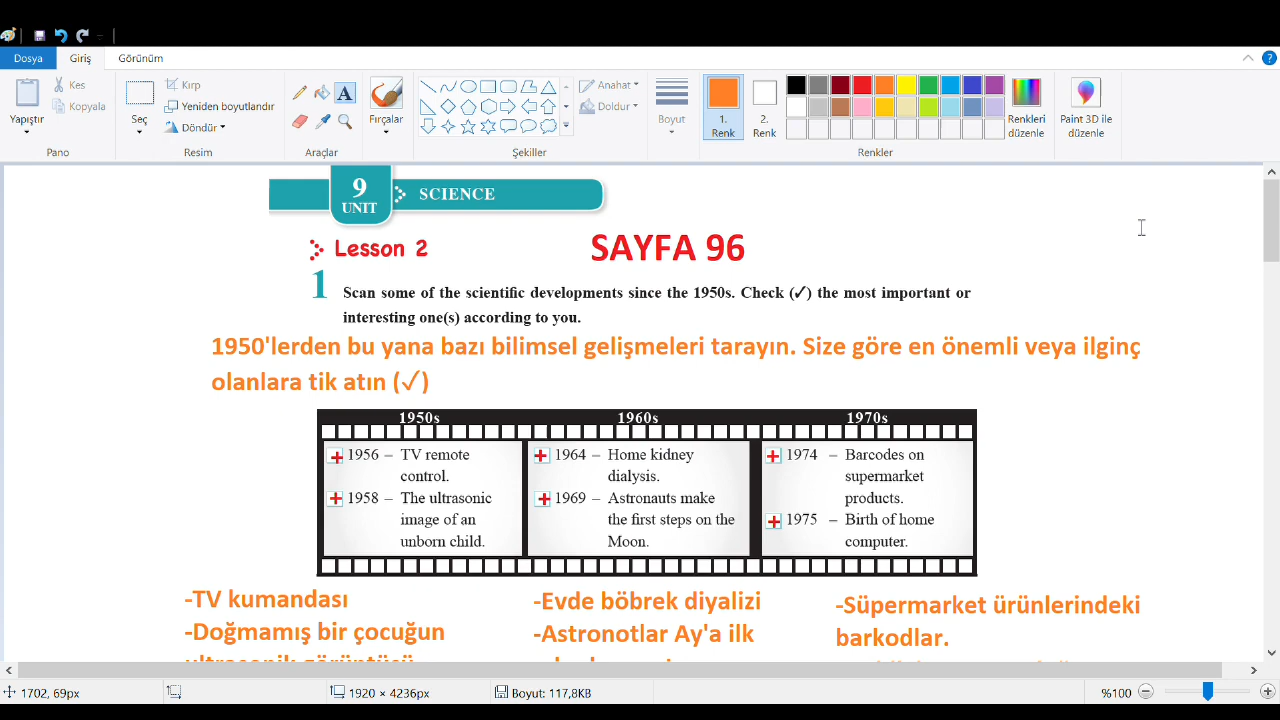 Dosya Giriş Görünüm
Yapıştır
Kes
Kopyala
Pano
Seç
Kırp
Yeniden boyutlandır
Döndür
Resim
A
Araçlar
Fırçalar
Şekiller
Anahat
Doldur
Boyut
1.
Renk
2.
Renk
Renkler
Renkleri
düzenle
Paint 3D ile
düzenle
9
UNIT
SCIENCE
Lesson 2
SAYFA 96
1 Scan some of the scientific developments since the 1950s. Check (✓) the most important or
interesting one(s) according to you.
1950'lerden bu yana bazı bilimsel gelişmeleri tarayın. Size göre en önemli veya ilginç
olanlara tik atın (✓)
1950s
1956 – TV remote
control.
1958 – The ultrasonic
image of an
unborn child.
1960s
1964 – Home kidney
dialysis.
1969 – Astronauts make
the first steps on the
Moon.
1970s
1974 – Barcodes on
supermarket
products.
1975 – Birth of home
computer.
-TV kumandası
-Doğmamış bir çocuğun
ultrasonik görüntüsü
-Evde böbrek diyalizi
-Astronotlar Ay'a ilk
-Süpermarket ürünlerindeki
barkodlar.
1702, 69px
1920 × 4236px
Boyut: 117,8KB
%100